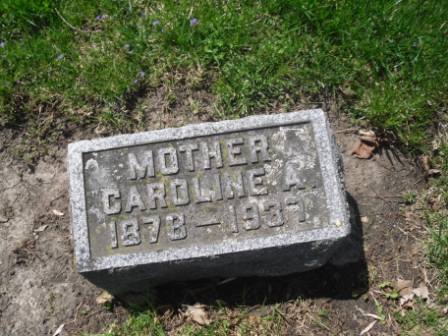 MOTHER
CAROLINE A.
1878 – 1937